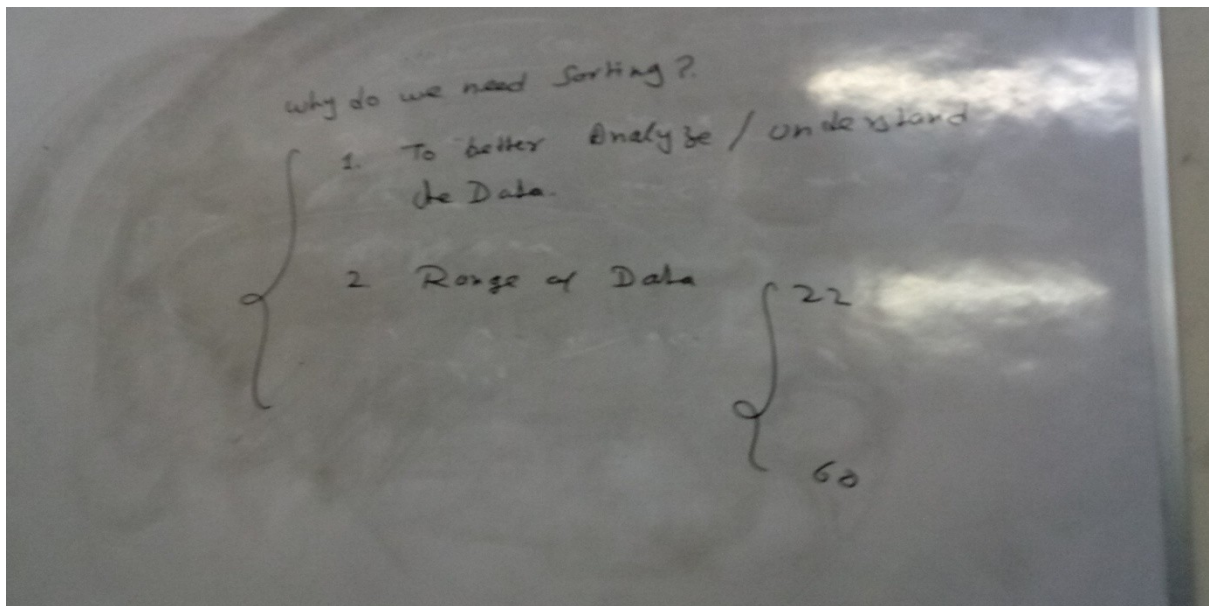 why do we need Sorting?
1. To better Analyze / understand
the Data.
2 Range of Data
22
60